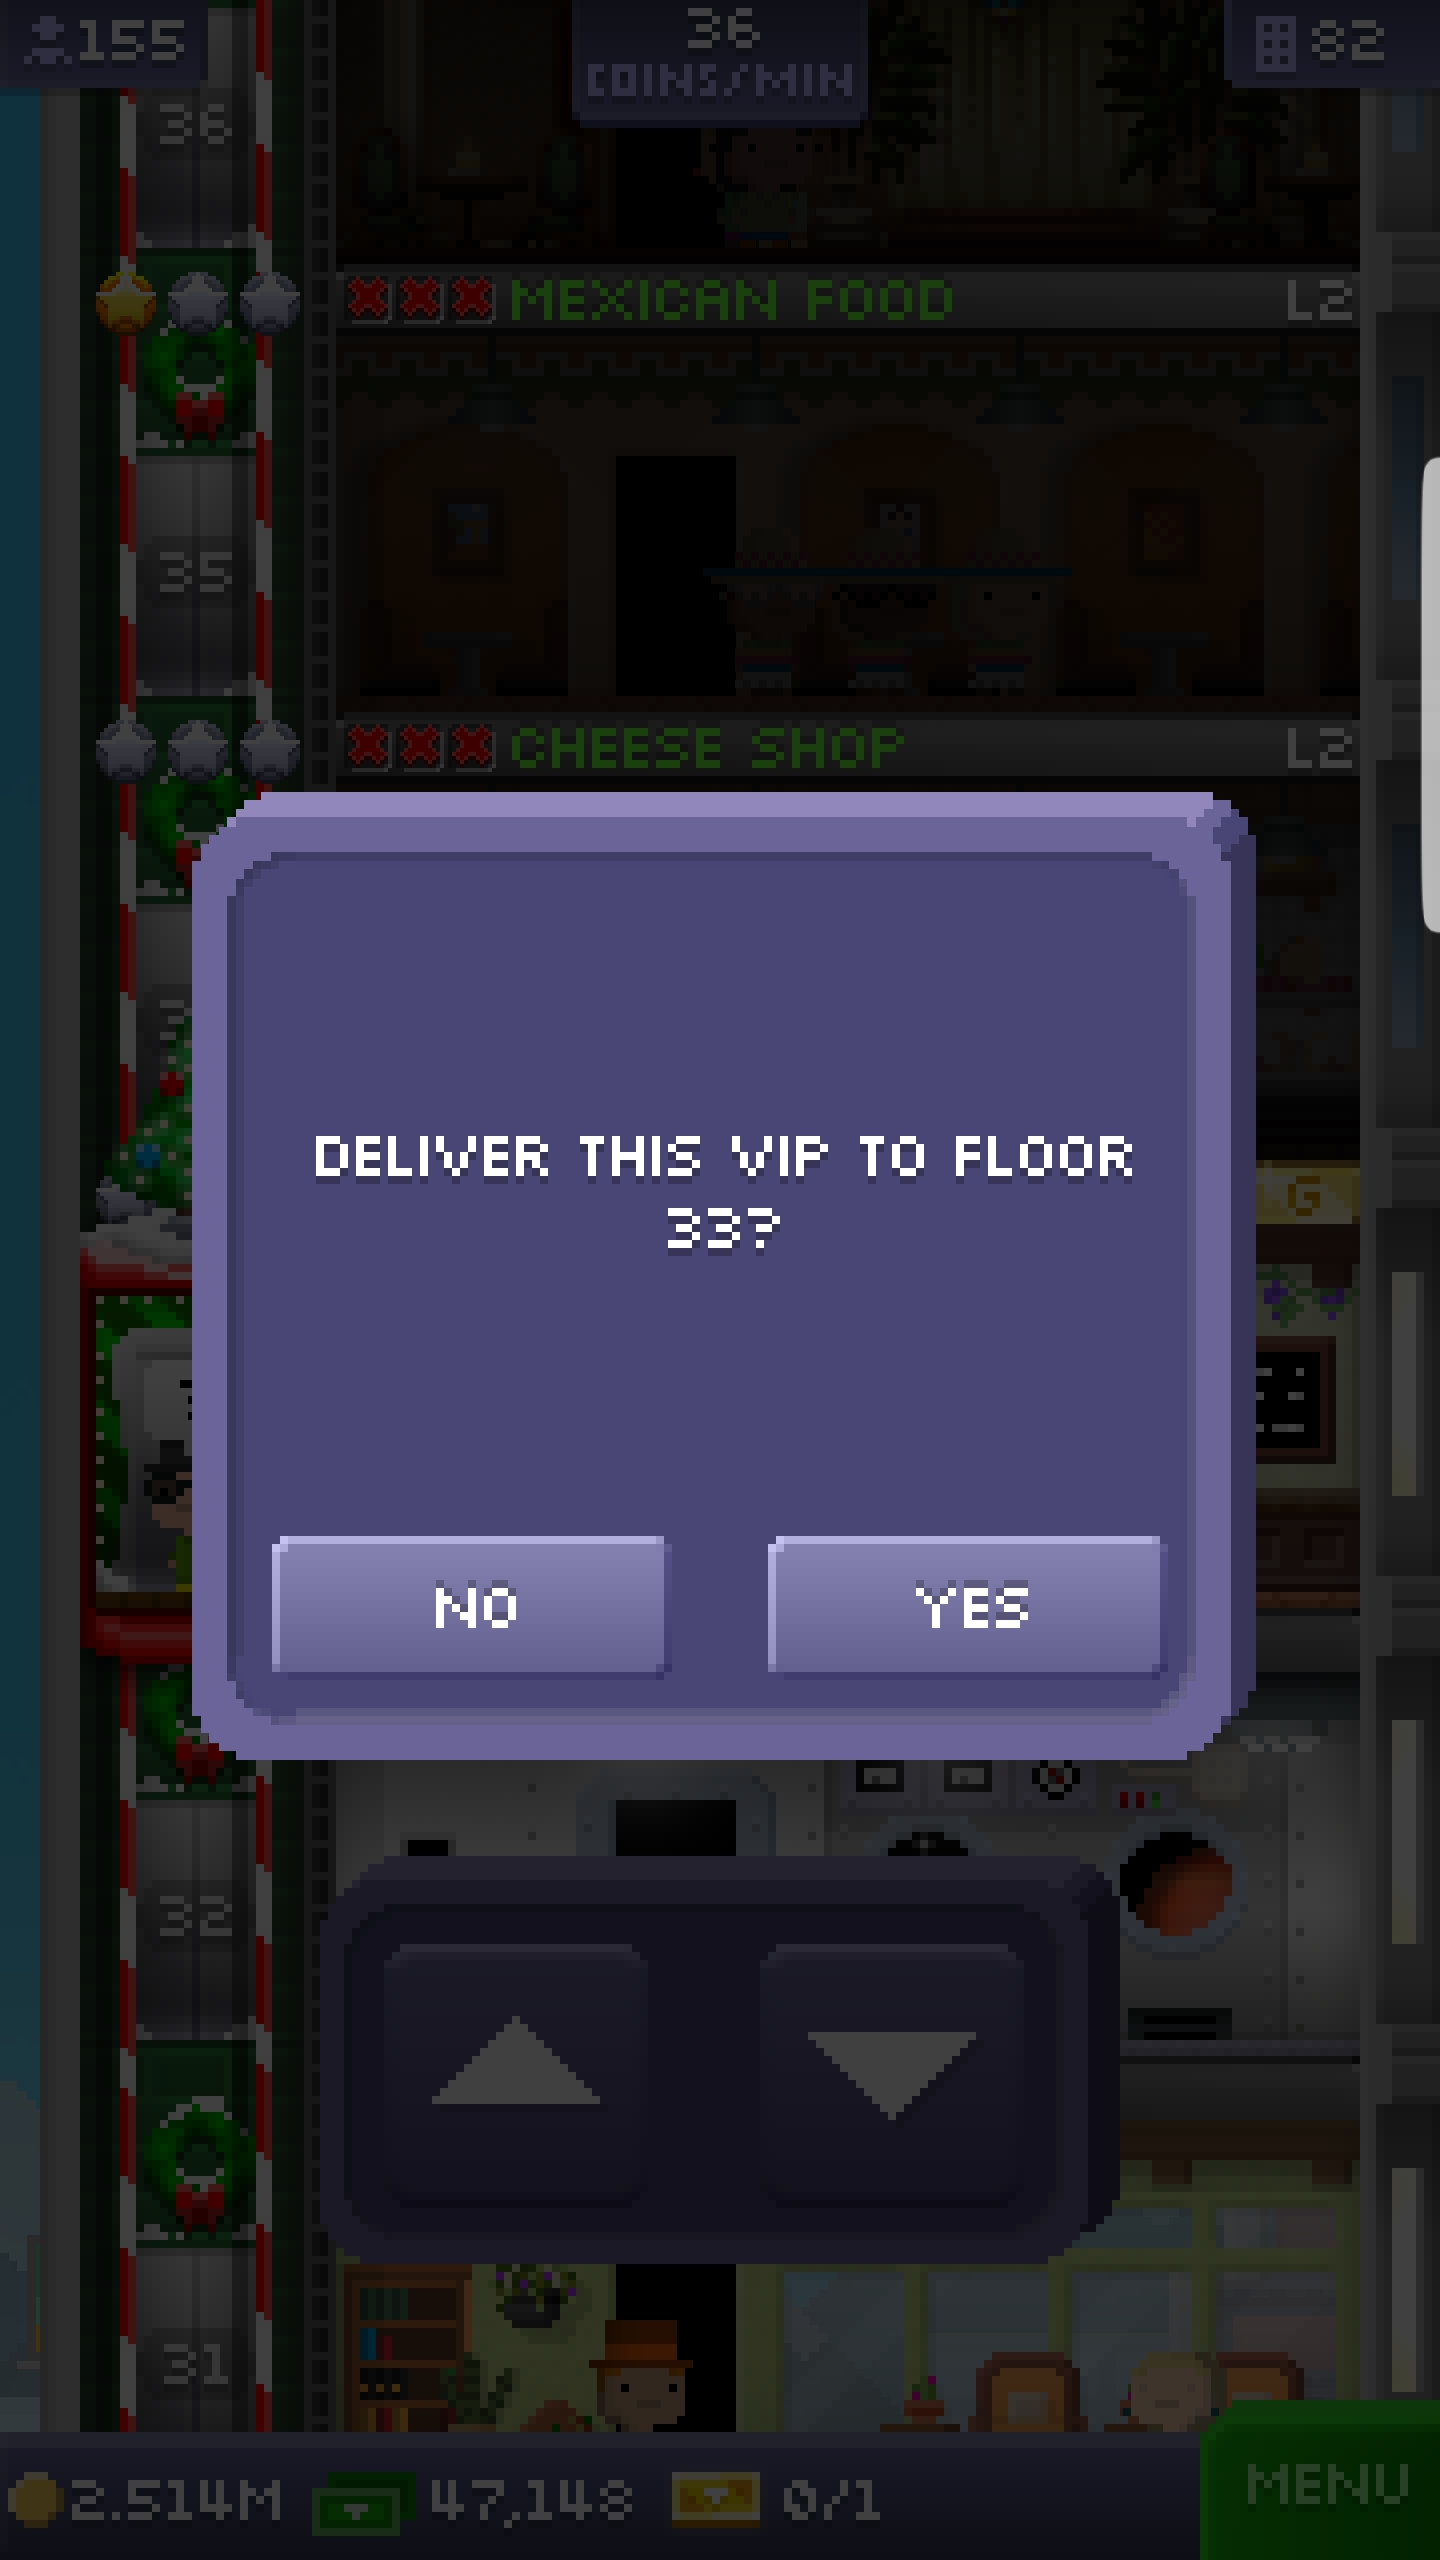 155
36
COINS/MIN
82
36
MEXICAN FOOD L2
35
CHEESE SHOP L2
DELIVER THIS VIP TO FLOOR
33?
G
NO YES
32
31
2.514M 47,148 0/1 MENU